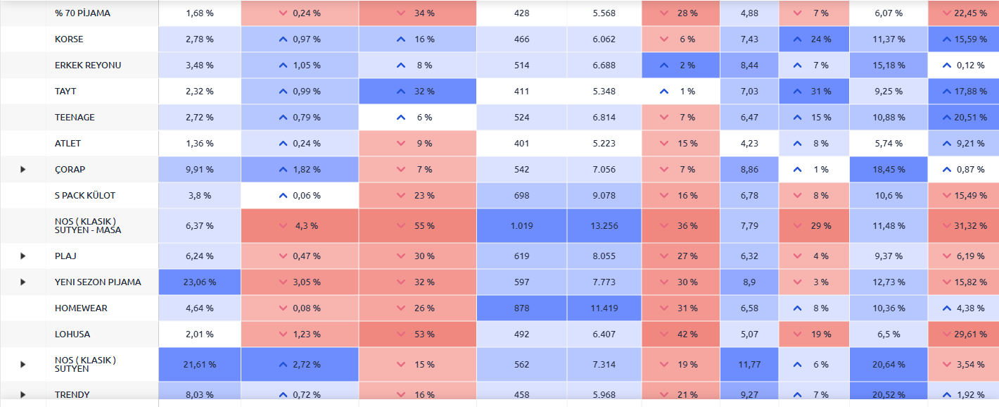 % 70 PİJAMA 1,68 % 0,24 % 34 % 428 5.568 28 % 4,88 7 % 6,07 % 22,45 %
KORSE 2,78 % 0,97 % 16 % 466 6.062 6 % 7,43 24 % 11,37 % 15,59 %
ERKEK REYONU 3,48 % 1,05 % 8 % 514 6.688 2 % 8,44 7 % 15,18 % 0,12 %
TAYT 2,32 % 0,99 % 32 % 411 5.348 1 % 7,03 31 % 9,25 % 17,88 %
TEENAGE 2,72 % 0,79 % 6 % 524 6.814 7 % 6,47 15 % 10,88 % 20,51 %
ATLET 1,36 % 0,24 % 9 % 401 5.223 15 % 4,23 8 % 5,74 % 9,21 %
ÇORAP 9,91 % 1,82 % 7 % 542 7.056 7 % 8,86 1 % 18,45 % 0,87 %
S PACK KÜLOT 3,8 % 0,06 % 23 % 698 9.078 16 % 6,78 8 % 10,6 % 15,49 %
NOS ( KLASIK )
SUTYEN - MASA 6,37 % 4,3 % 55 % 1.019 13.256 36 % 7,79 29 % 11,48 % 31,32 %
PLAJ 6,24 % 0,47 % 30 % 619 8.055 27 % 6,32 4 % 9,37 % 6,19 %
YENI SEZON PIJAMA 23,06 % 3,05 % 32 % 597 7.773 30 % 8,9 3 % 12,73 % 15,82 %
HOMEWEAR 4,64 % 0,08 % 26 % 878 11.419 31 % 6,58 8 % 10,36 % 4,38 %
LOHUSA 2,01 % 1,23 % 53 % 492 6.407 42 % 5,07 19 % 6,5 % 29,61 %
NOS ( KLASIK )
SUTYEN 21,61 % 2,72 % 15 % 562 7.314 19 % 11,77 6 % 20,64 % 3,54 %
TRENDY 8,03 % 0,72 % 16 % 458 5.968 21 % 9,27 7 % 20,52 % 1,92 %